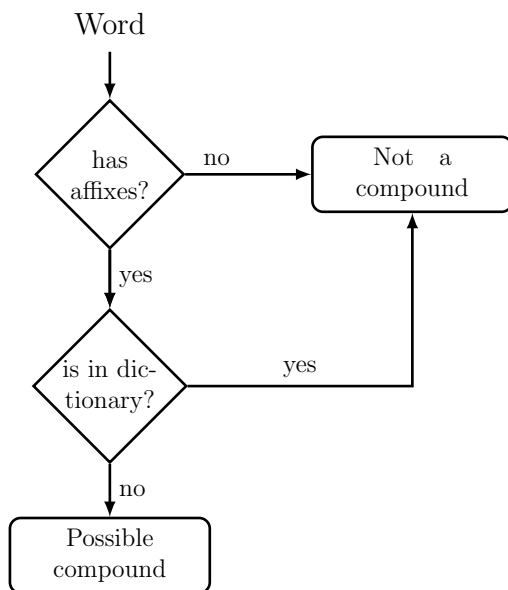 Word
has
affixes?
no
Not a
compound
yes
is in dic-
tionary?
yes
no
Possible
compound